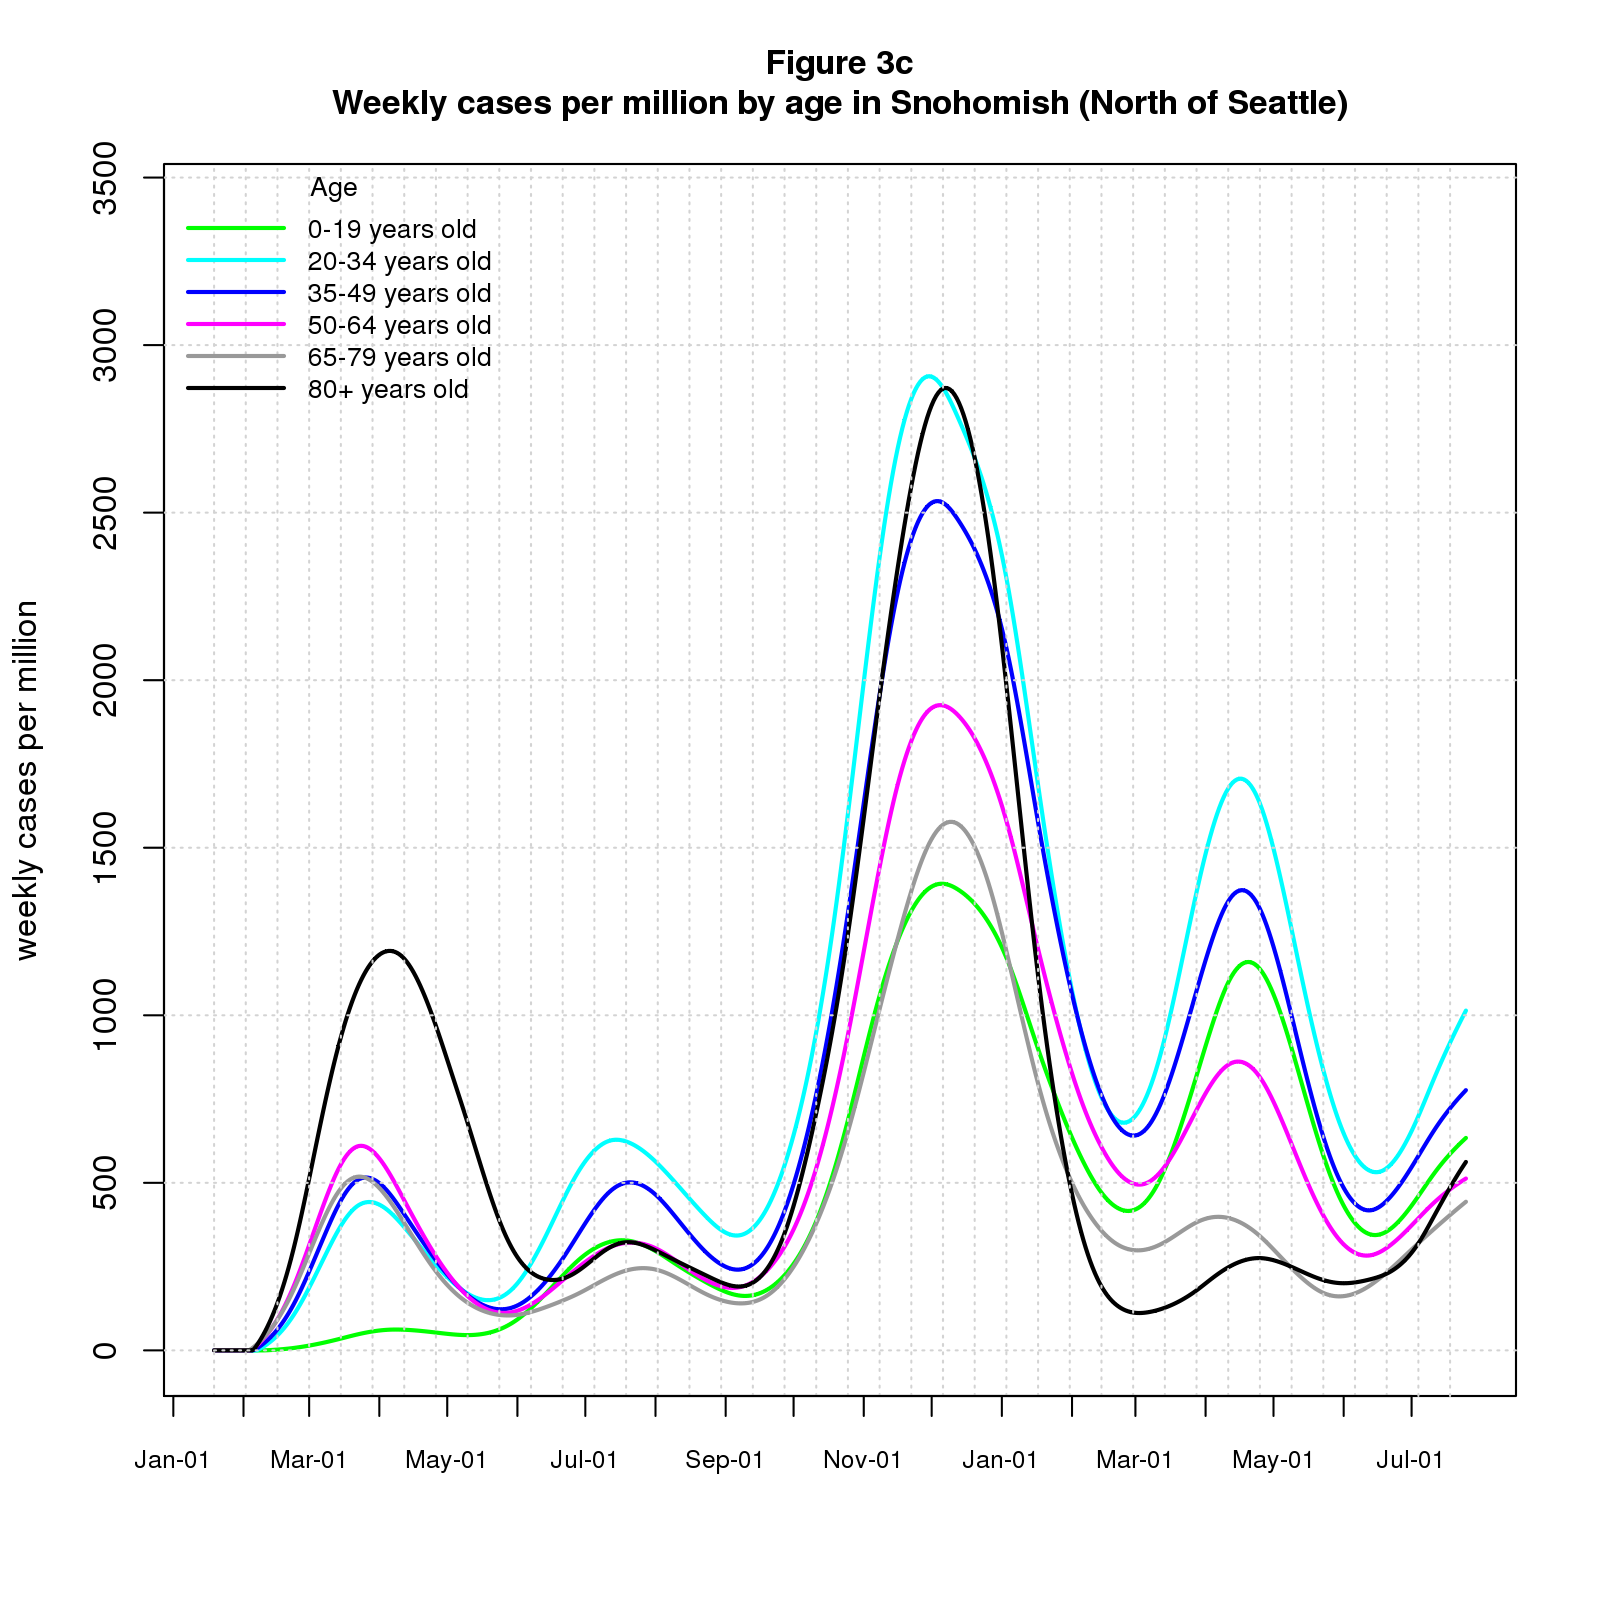 Figure 3c
Weekly cases per million by age in Snohomish (North of Seattle)
weekly cases per million
3500
3000
2500
2000
1500
1000
500
0
Age
0-19 years old
20-34 years old
35-49 years old
50-64 years old
65-79 years old
80+ years old
Jan-01 Mar-01 May-01 Jul-01 Sep-01 Nov-01 Jan-01 Mar-01 May-01 Jul-01